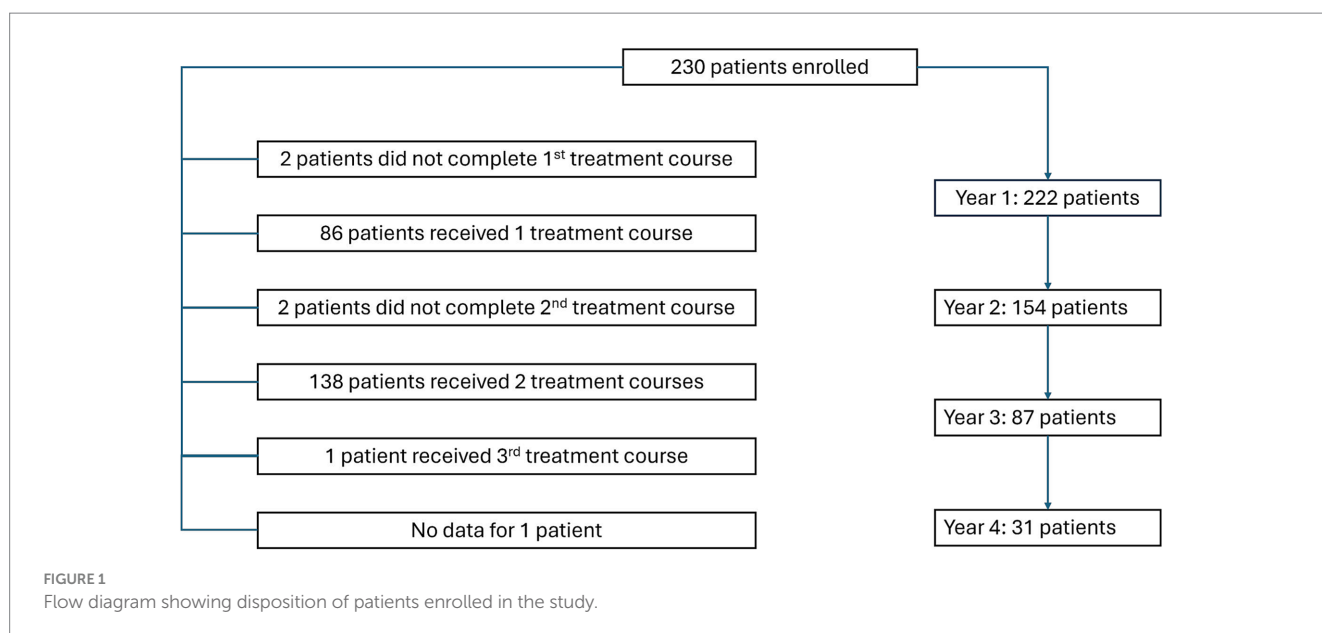 230 patients enrolled
2 patients did not complete 1st treatment course
86 patients received 1 treatment course
2 patients did not complete 2nd treatment course
138 patients received 2 treatment courses
1 patient received 3rd treatment course
No data for 1 patient
Year 1: 222 patients
Year 2: 154 patients
Year 3: 87 patients
Year 4: 31 patients
FIGURE 1
Flow diagram showing disposition of patients enrolled in the study.